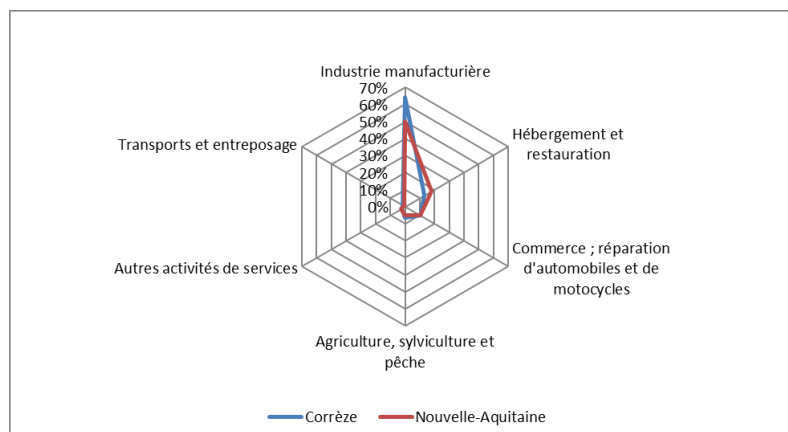 Industrie manufacturière
70%
60%
50%
40%
30%
20%
10%
0%
Hébergement et
restauration
Commerce ; réparation
d'automobiles et de
motocycles
Agriculture, sylviculture et
pêche
Autres activités de services
Transports et entreposage
Corrèze
Nouvelle-Aquitaine